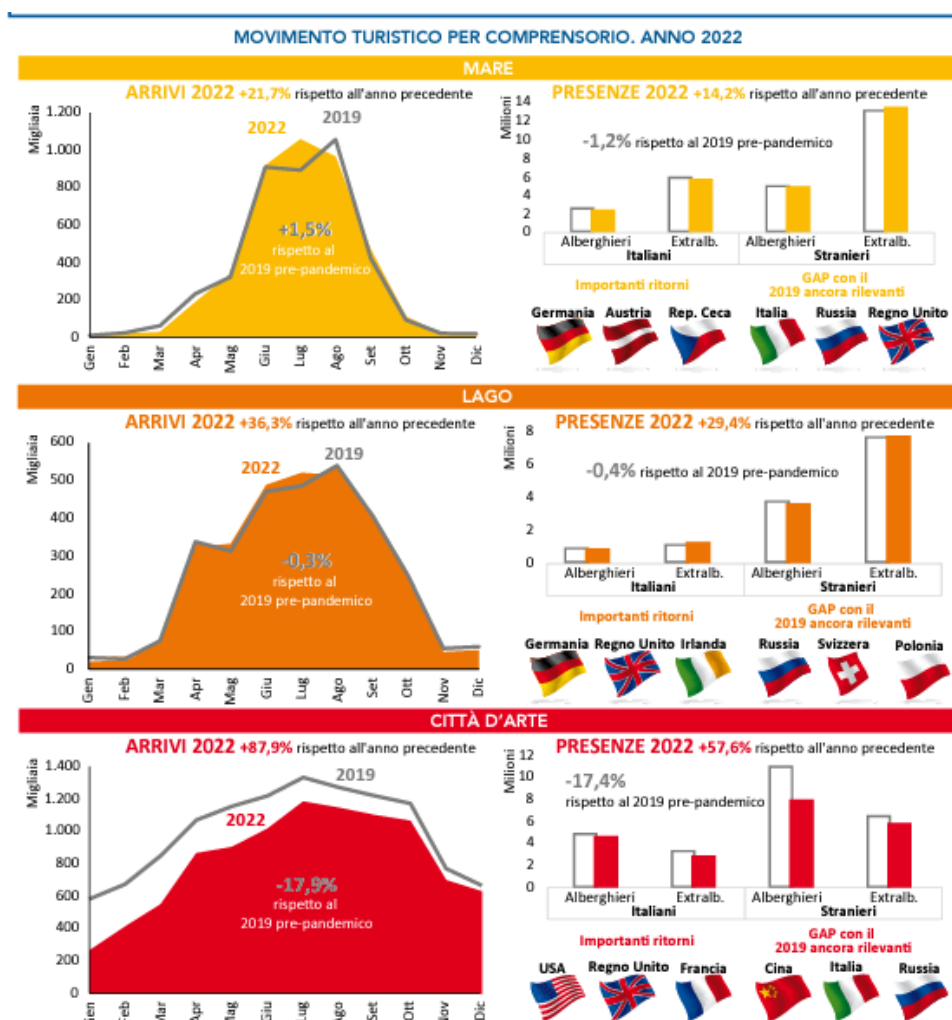 MOVIMENTO TURISTICO PER COMPRENSORIO. ANNO 2022
MARE
ARRIVI 2022 +21,7% rispetto all'anno precedente
Migliaia
1.200
1.000
800
600
400
200
0
2022
2019
+1,5%
rispetto al
2019 pre-pandemico
Gen
Feb
Mar
Apr
Mag
Giu
Lug
Ago
Set
Ott
Nov
Dic
PRESENZE 2022 +14,2% rispetto all'anno precedente
Milioni
14
12
10
8
6
4
2
0
-1,2% rispetto al 2019 pre-pandemico
Alberghieri Extralb. Alberghieri Extralb.
Italiani Stranieri
Importanti ritorni
GAP con il
2019 ancora rilevanti
Germania Austria Rep. Ceca Italia Russia Regno Unito
LAGO
ARRIVI 2022 +36,3% rispetto all'anno precedente
Migliaia
600
500
400
300
200
100
0
2022
2019
-0,3%
rispetto al
2019 pre-pandemico
Gen
Feb
Mar
Apr
Mag
Giu
Lug
Ago
Set
Ott
Nov
Dic
PRESENZE 2022 +29,4% rispetto all'anno precedente
Milioni
8
6
4
2
0
-0,4% rispetto al 2019 pre-pandemico
Alberghieri Extralb. Alberghieri Extralb.
Italiani Stranieri
Importanti ritorni
GAP con il
2019 ancora rilevanti
Germania Regno Unito Irlanda Russia Svizzera Polonia
CITTÀ D'ARTE
ARRIVI 2022 +87,9% rispetto all'anno precedente
Migliaia
1.400
1.200
1.000
800
600
400
200
0
2019
2022
-17,9%
rispetto al
2019 pre-pandemico
Gen
Feb
Mar
Apr
Mag
Giu
Lug
Ago
Set
Ott
Nov
Dic
PRESENZE 2022 +57,6% rispetto all'anno precedente
Milioni
12
10
8
6
4
2
0
-17,4%
rispetto al 2019 pre-pandemico
Alberghieri Extralb. Alberghieri Extralb.
Italiani Stranieri
Importanti ritorni
GAP con il
2019 ancora rilevanti
USA Regno Unito Francia Cina Italia Russia